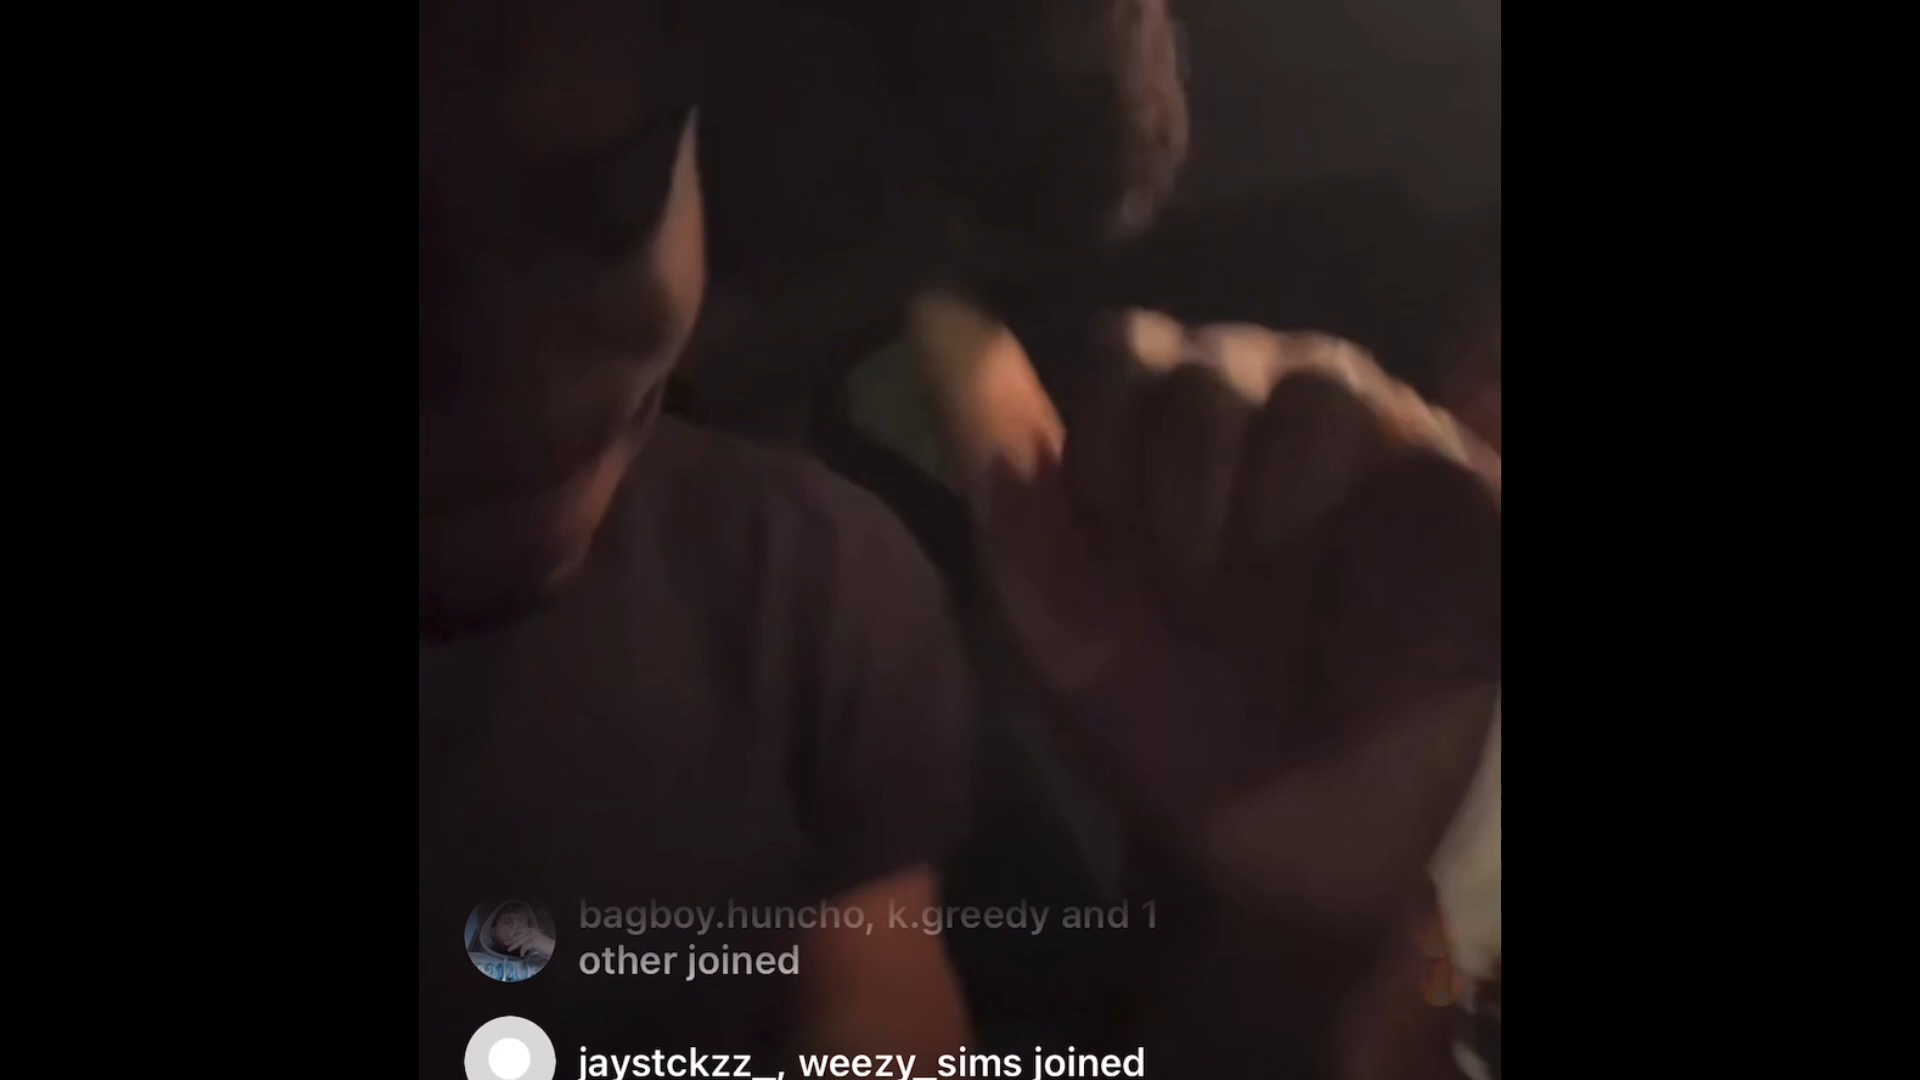 bagboy.huncho, k.greedy and 1
other joined
jaystckzz_, weezy_sims joined